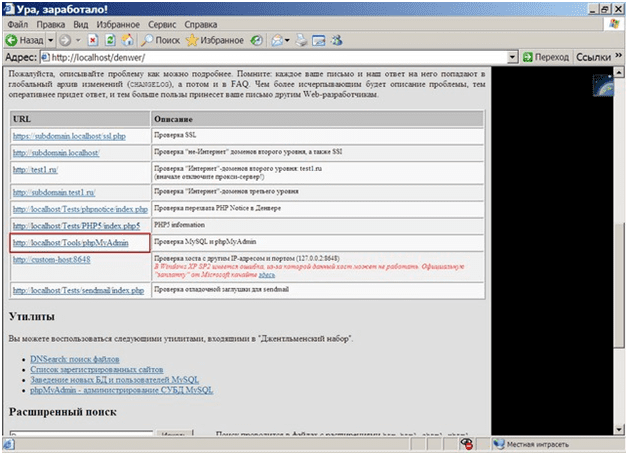 Ура, заработало!
Файл Правка Вид Избранное Сервис Справка
Назад Поиск Избранное
Адрес: http://localhost/denwer/ Переход Ссылки »
Пожалуйста, описывайте проблему как можно подробнее. Помните: каждое ваше письмо и наш ответ на него попадают в
глобальный архив изменений (CHANGELOG), а потом и в FAQ. Чем более исчерпывающим будет описание проблемы, тем
оперативнее придет ответ, и тем больше пользы принесет ваше письмо другим Web-разработчикам.
URL Описание
https://subdomain.localhost/ssl.php Проверка SSL
http://subdomain.localhost/ Проверка "не-Интернет" доменов второго уровня, а также SSI
http://test1.ru/ Проверка "Интернет"-доменов второго уровня: test1.ru
(вначале отключите прокси-сервер!)
http://subdomain.test1.ru/ Проверка "Интернет"-доменов третьего уровня
http://localhost/Tests/phpnotice/index.php Проверка перехвата PHP Notice в Денвере
http://localhost/Tests/PHP5/index.php5 PHP5 information
http://localhost/Tools/phpMyAdmin Проверка MySQL и phpMyAdmin
http://custom-host:8648 Проверка хоста с другим IP-адресом и портом (127.0.0.2:8648)
В Windows XP SP2 имеется ошибка, из-за которой данный хост может не работать. Официальную
"заплатку" от Microsoft качайте здесь.
http://localhost/Tests/sendmail/index.php Проверка отладочной заглушки для sendmail
Утилиты
Вы можете воспользоваться следующими утилитами, входящими в "Джентльменский набор".
DNSearch: поиск файлов
Список зарегистрированных сайтов
Заведение новых БД и пользователей MySQL
phpMyAdmin - администрирование СУБД MySQL
Расширенный поиск
Поиск проводится в файлах с расширениями
Местная интрасеть